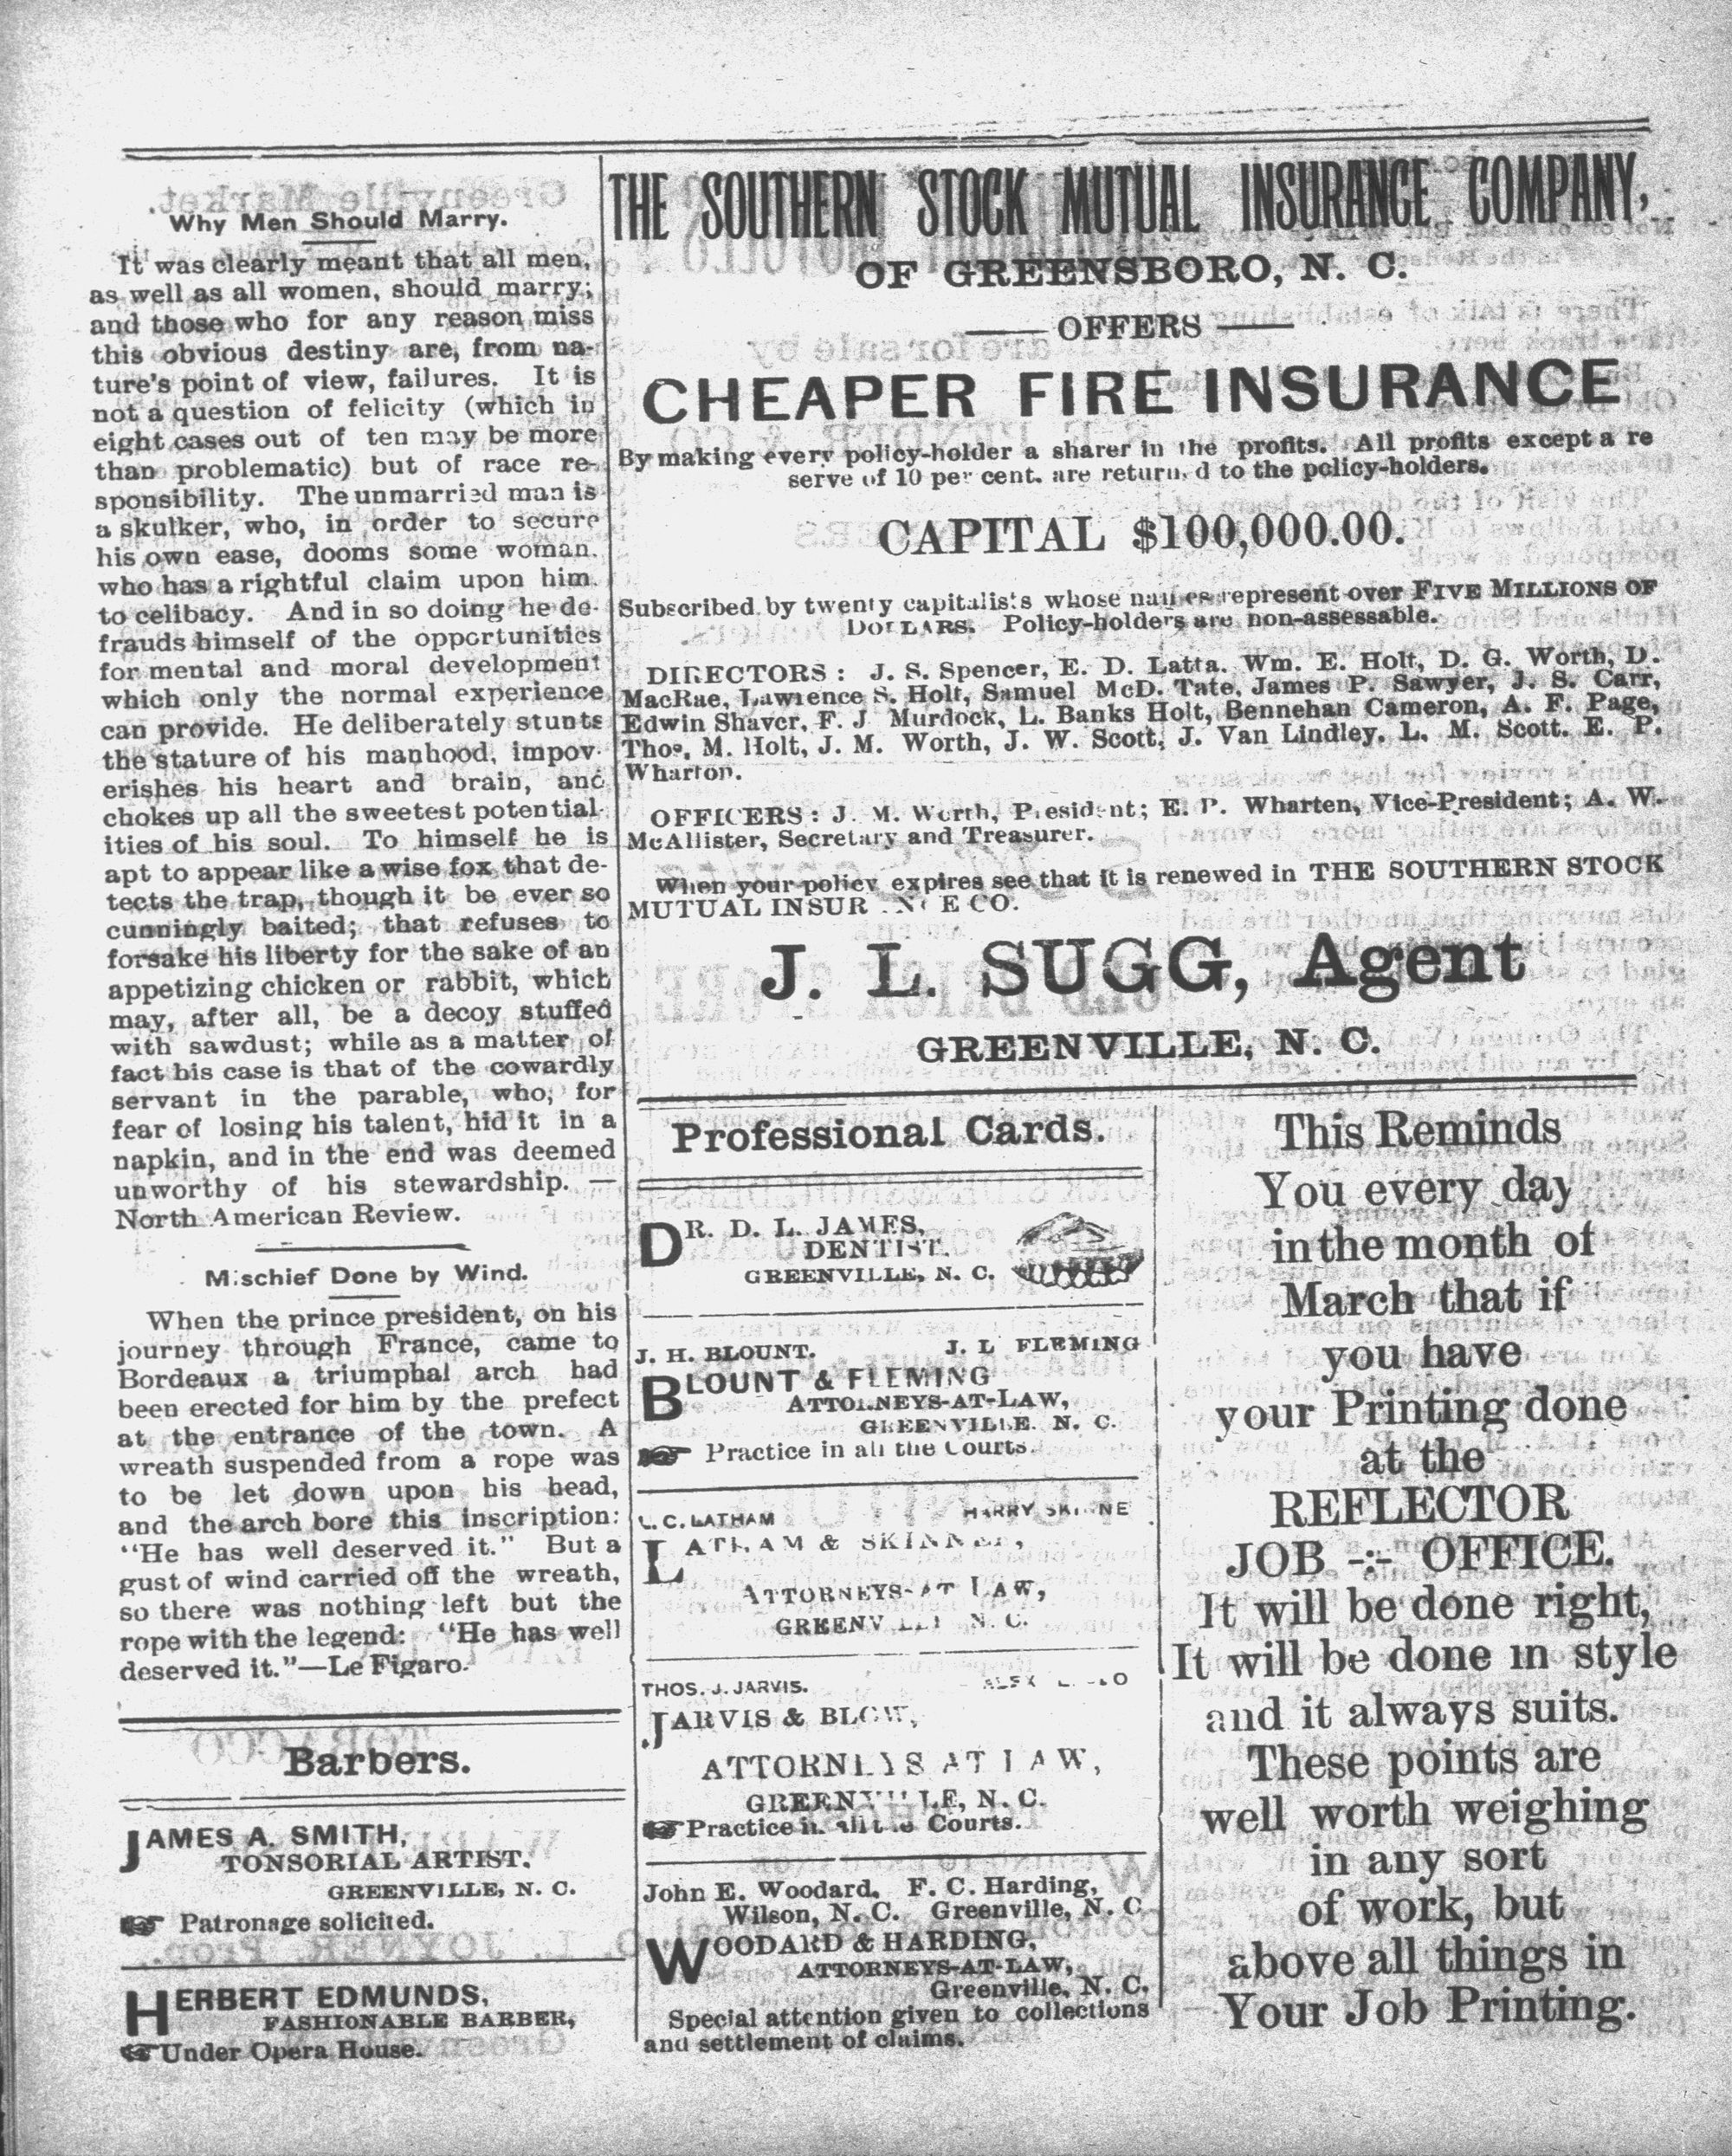 Why Men Should Marry.
It was clearly meant that all men,
as well as all women, should marry;
and those who for any reason miss
this obvious destiny are, from na-
ture's point of view, failures. It is
not a question of felicity (which in
eight cases out of ten may be more
than problematic) but of race re-
sponsibility. The unmarried man is
a skulker, who, in order to secure
his own ease, dooms some woman.
who has a rightful claim upon him.
to celibacy. And in so doing he de-
frauds himself of the opportunities
for mental and moral development
which only the normal experience
can provide. He deliberately stunts
the stature of his manhood, impov-
erishes his heart and brain, and
chokes up all the sweetest potential-
ities of his soul. To himself he is
apt to appear like a wise fox that de-
tects the trap, though it be ever so
cunningly baited; that refuses to
forsake his liberty for the sake of an
appetizing chicken or rabbit, which
may, after all, be a decoy stuffed
with sawdust; while as a matter of
fact his case is that of the cowardly
servant in the parable, who, for
fear of losing his talent, hid it in a
napkin, and in the end was deemed
unworthy of his stewardship. —
North American Review.
Mischief Done by Wind.
When the prince president, on his
journey through France, came to
Bordeaux a triumphal arch had
been erected for him by the prefect
at the entrance of the town. A
wreath suspended from a rope was
to be let down upon his head,
and the arch bore this inscription:
"He has well deserved it." But a
gust of wind carried off the wreath,
so there was nothing left but the
rope with the legend: "He has well
deserved it."—Le Figaro.
Barbers.
JAMES A. SMITH,
TONSORIAL ARTIST.
GREENVILLE, N. C.
Patronage solicited.
HERBERT EDMUNDS,
FASHIONABLE BARBER,
Under Opera House.
THE SOUTHERN STOCK MUTUAL INSURANCE COMPANY,
OF GREENSBORO, N. C.
OFFERS
CHEAPER FIRE INSURANCE
By making every policy-holder a sharer in the profits. All profits except a re
serve of 10 per cent. are return d to the policy-holders.
CAPITAL $100,000.00.
Subscribed by twenty capitalists whose names represent over FIVE MILLIONS OF
DOLLARS. Policy-holders are non-assessable.
DIRECTORS: J. S. Spencer, E. D. Latta. Wm. E. Holt, D. G. Worth, D.
MacRae, Lawrence S. Holt, Samuel McD. Tate, James P. Sawyer, J. S. Carr,
Edwin Shaver, F. J. Murdock, L. Banks Holt, Bennehan Cameron, A. F. Page,
Thos, M. Holt, J. M. Worth, J. W. Scott, J. Van Lindley, L. M. Scott. E. P.
Wharton.
OFFICERS: J. M. Worth, President; E. P. Wharten, Vice-President; A. W.
McAllister, Secretary and Treasurer.
When your policy expires see that it is renewed in THE SOUTHERN STOCK
MUTUAL INSURANCE CO.
J. L. SUGG, Agent
GREENVILLE, N. C.
Professional Cards.
DR. D. L. JAMES,
DENTIST.
GREENVILLE, N. C.
J. H. BLOUNT. J. L FLEMING
BLOUNT & FLEMING
ATTORNEYS-AT-LAW,
GREENVILLE. N. C.
Practice in all the Courts.
L. C. LATHAM HARRY SKINNE
LATHAM & SKINNER,
ATTORNEYS-AT LAW,
GREENVILLE N. C.
THOS. J. JARVIS.
JARVIS & BLOW,
ATTORNEYS AT LAW,
GREENVILLE, N. C.
Practice in all the Courts.
John E. Woodard, F. C. Harding,
Wilson, N. C. Greenville, N. C
WOODARD & HARDING,
ATTORNEYS-AT-LAW,
Greenville, N. C.
Special attention given to collections
and settlement of claims.
This Reminds
You every day
in the month of
March that if
you have
your Printing done
at the
REFLECTOR
JOB -:- OFFICE.
It will be done right,
It will be done in style
and it always suits.
These points are
well worth weighing
in any sort
of work, but
above all things in
Your Job Printing.